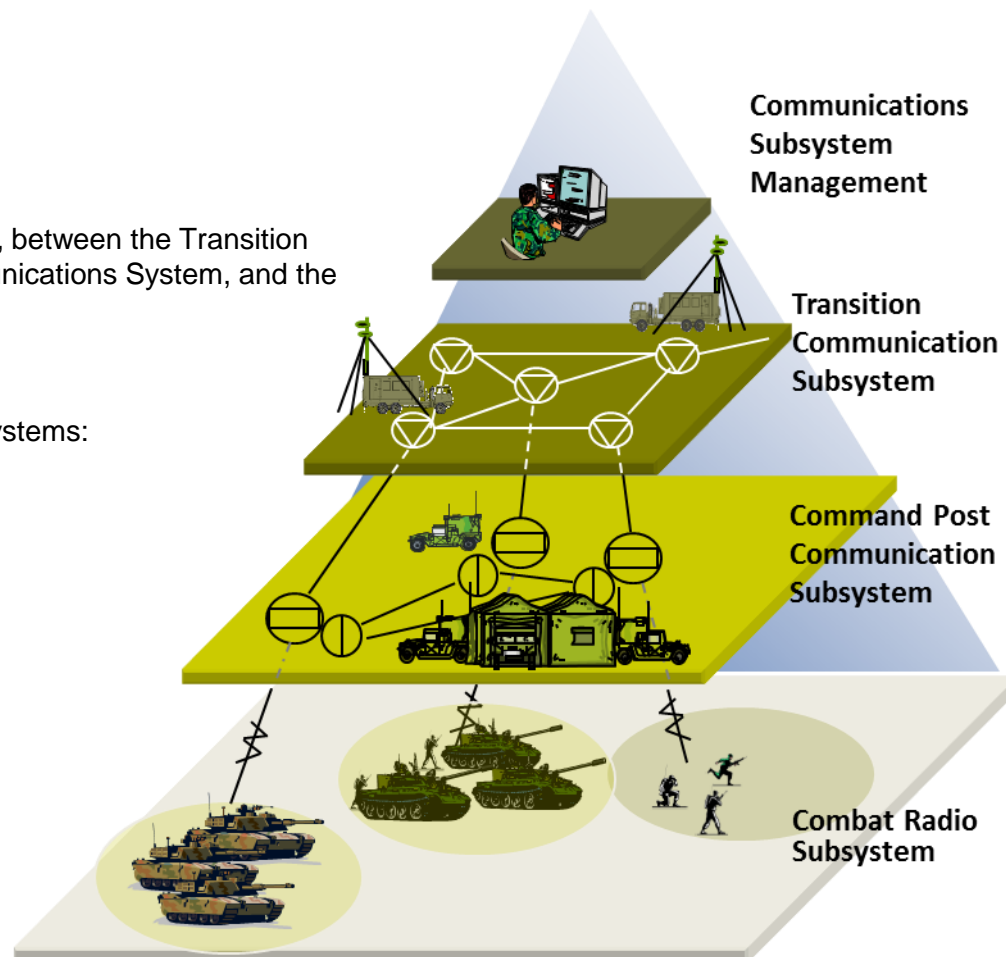 Communications
Subsystem
Management
, between the Transition
nications System, and the
Transition
Communication
Subsystem
ystems:
Command Post
Communication
Subsystem
Combat Radio
Subsystem